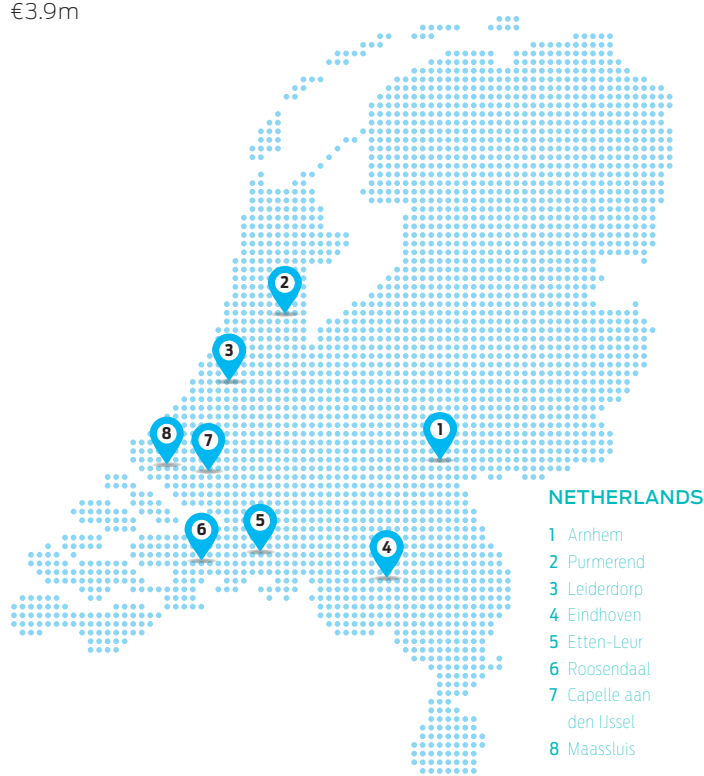 €3.9m
2
3
8
7
1
5
6
4
NETHERLANDS
1 Arnhem
2 Purmerend
3 Leiderdorp
4 Eindhoven
5 Etten-Leur
6 Roosendaal
7 Capelle aan
den IJssel
8 Maassluis